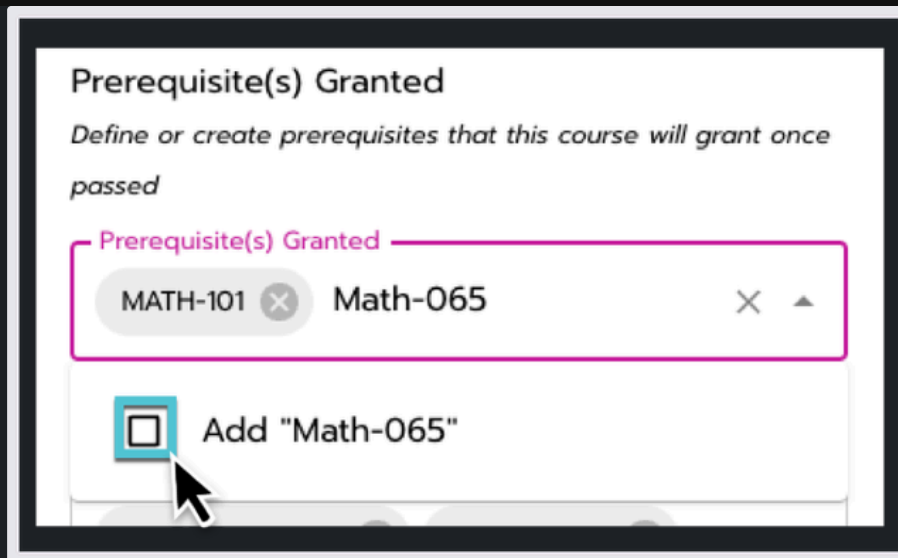 Prerequisite(s) Granted
Define or create prerequisites that this course will grant once
passed
Prerequisite(s) Granted
MATH-101 Math-065
Add "Math-065"